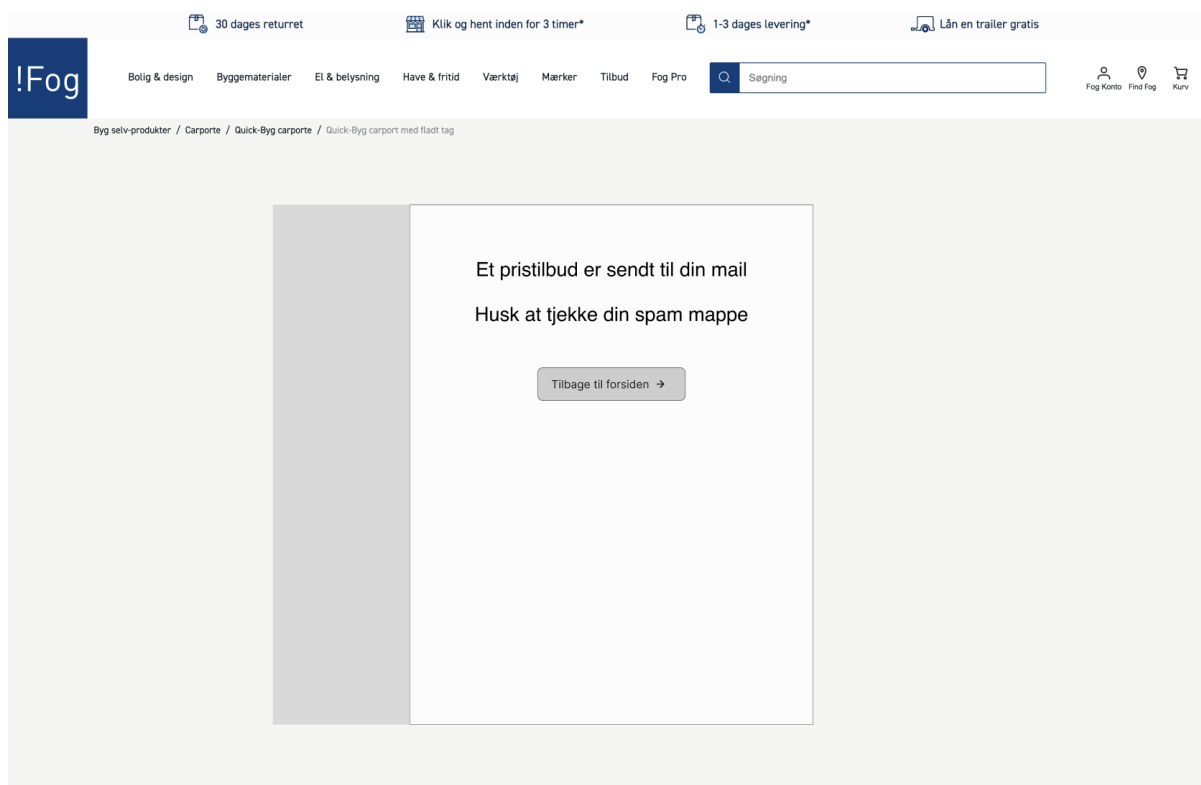 30 dages returret
Klik og hent inden for 3 timer*
1-3 dages levering*
Lån en trailer gratis
!Fog
Bolig & design
Byggematerialer
El & belysning
Have & fritid
Værktøj
Mærker
Tilbud
Fog Pro
Søgning
Fog Konto
Find Fog
Kurv
Byg selv-produkter / Carporte / Quick-Byg carporte / Quick-Byg carport med fladt tag
Et pristilbud er sendt til din mail
Husk at tjekke din spam mappe
Tilbage til forsiden →